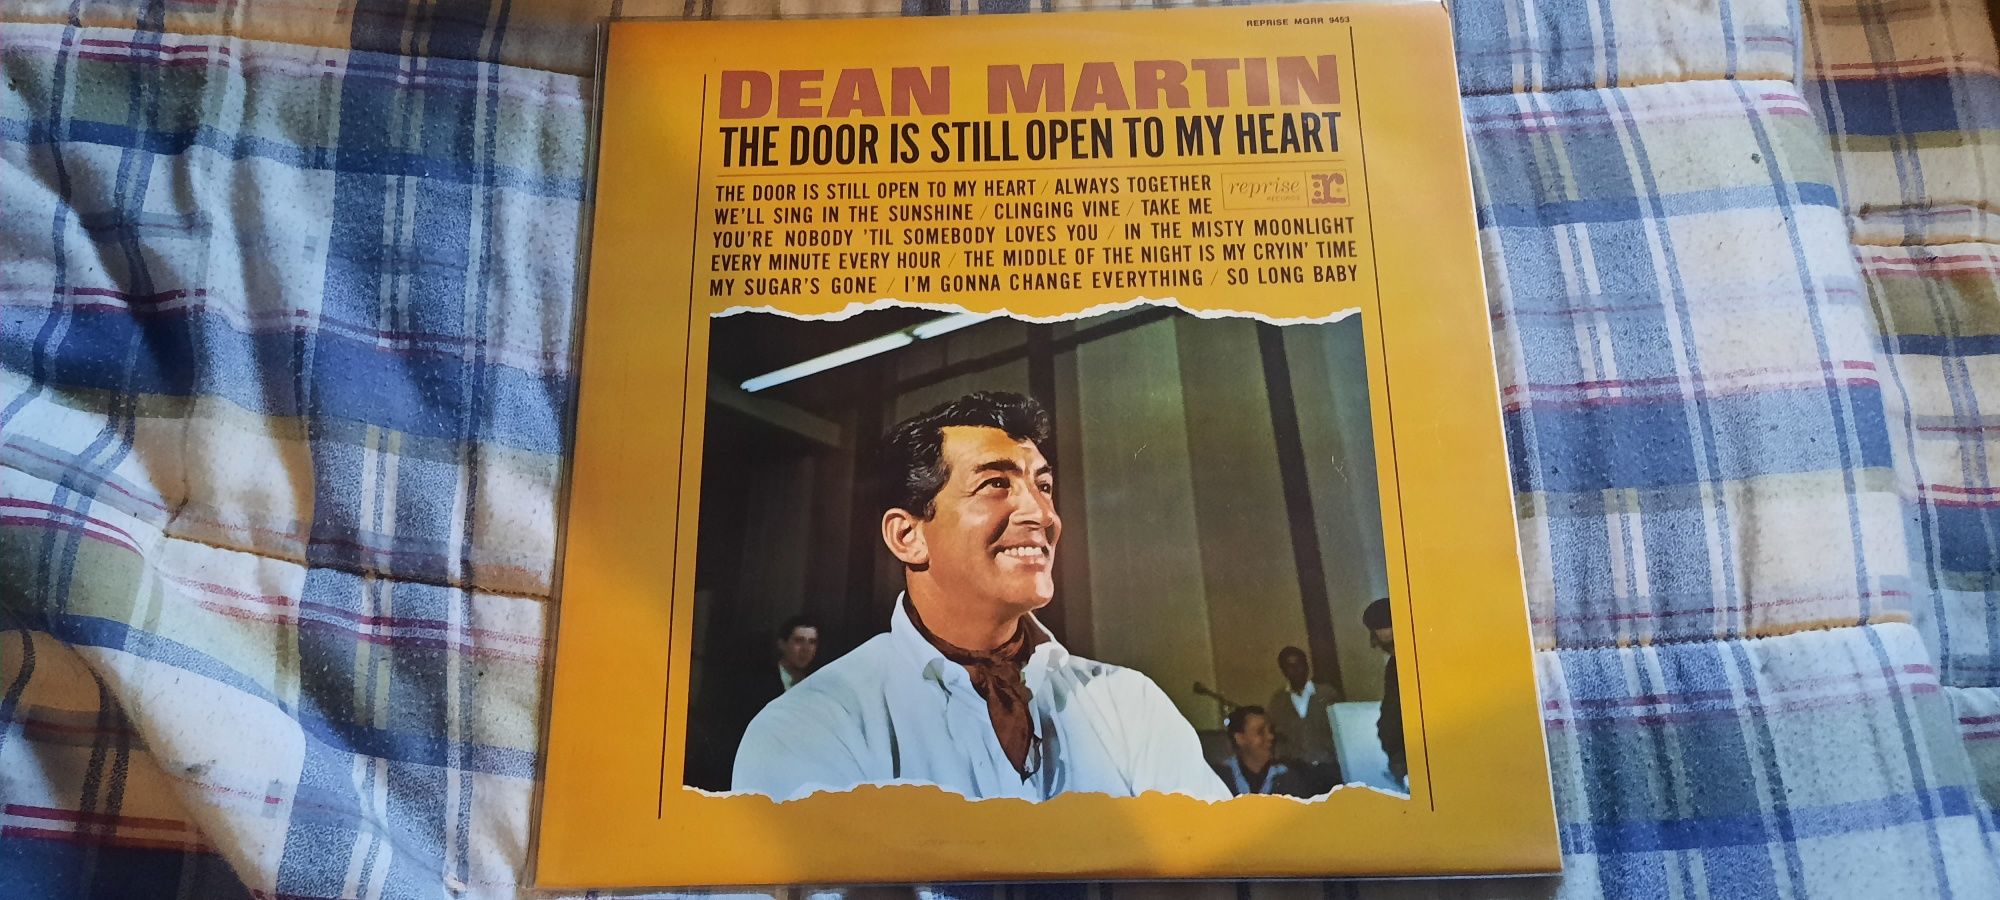 REPRISE MGRR 9453
DEAN MARTIN
THE DOOR IS STILL OPEN TO MY HEART
THE DOOR IS STILL OPEN TO MY HEART / ALWAYS TOGETHER
WE'LL SING IN THE SUNSHINE / CLINGING VINE / TAKE ME
reprise
RECORDS
r
YOU'RE NOBODY 'TIL SOMEBODY LOVES YOU / IN THE MISTY MOONLIGHT
EVERY MINUTE EVERY HOUR / THE MIDDLE OF THE NIGHT IS MY CRYIN' TIME
MY SUGAR'S GONE / I'M GONNA CHANGE EVERYTHING / SO LONG BABY